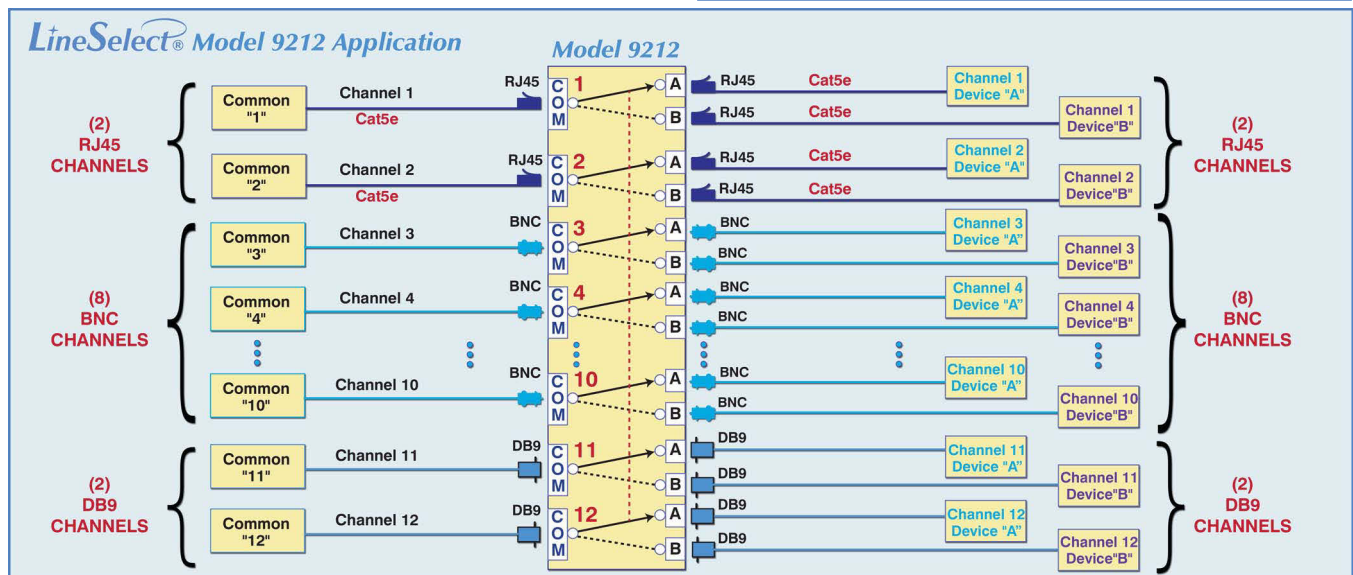 LineSelect® Model 9212 Application
Model 9212
(2)
RJ45
CHANNELS
Common
"1"
Channel 1
Cat5e
RJ45
COM
1
A
B
RJ45
Cat5e
Channel 1
Device "A"
RJ45
Cat5e
Channel 1
Device"B"
(2)
RJ45
CHANNELS
Common
"2"
Channel 2
Cat5e
RJ45
COM
2
A
B
RJ45
Cat5e
Channel 2
Device "A"
RJ45
Cat5e
Channel 2
Device"B"
(8)
BNC
CHANNELS
Common
"3"
Channel 3
BNC
COM
3
A
B
BNC
Channel 3
Device "A”
BNC
Channel 3
Device"B"
(8)
BNC
CHANNELS
Common
"4"
Channel 4
BNC
COM
4
A
B
BNC
Channel 4
Device "A”
BNC
Channel 4
Device"B"
Common
"10"
Channel 10
BNC
COM
10
A
B
BNC
Channel 10
Device "A”
BNC
Channel 10
Device"B"
(2)
DB9
CHANNELS
Common
"11"
Channel 11
DB9
COM
11
A
B
DB9
Channel 11
Device "A”
DB9
Channel 11
Device"B"
(2)
DB9
CHANNELS
Common
"12"
Channel 12
DB9
COM
12
A
B
DB9
Channel 12
Device "A”
DB9
Channel 12
Device"B"